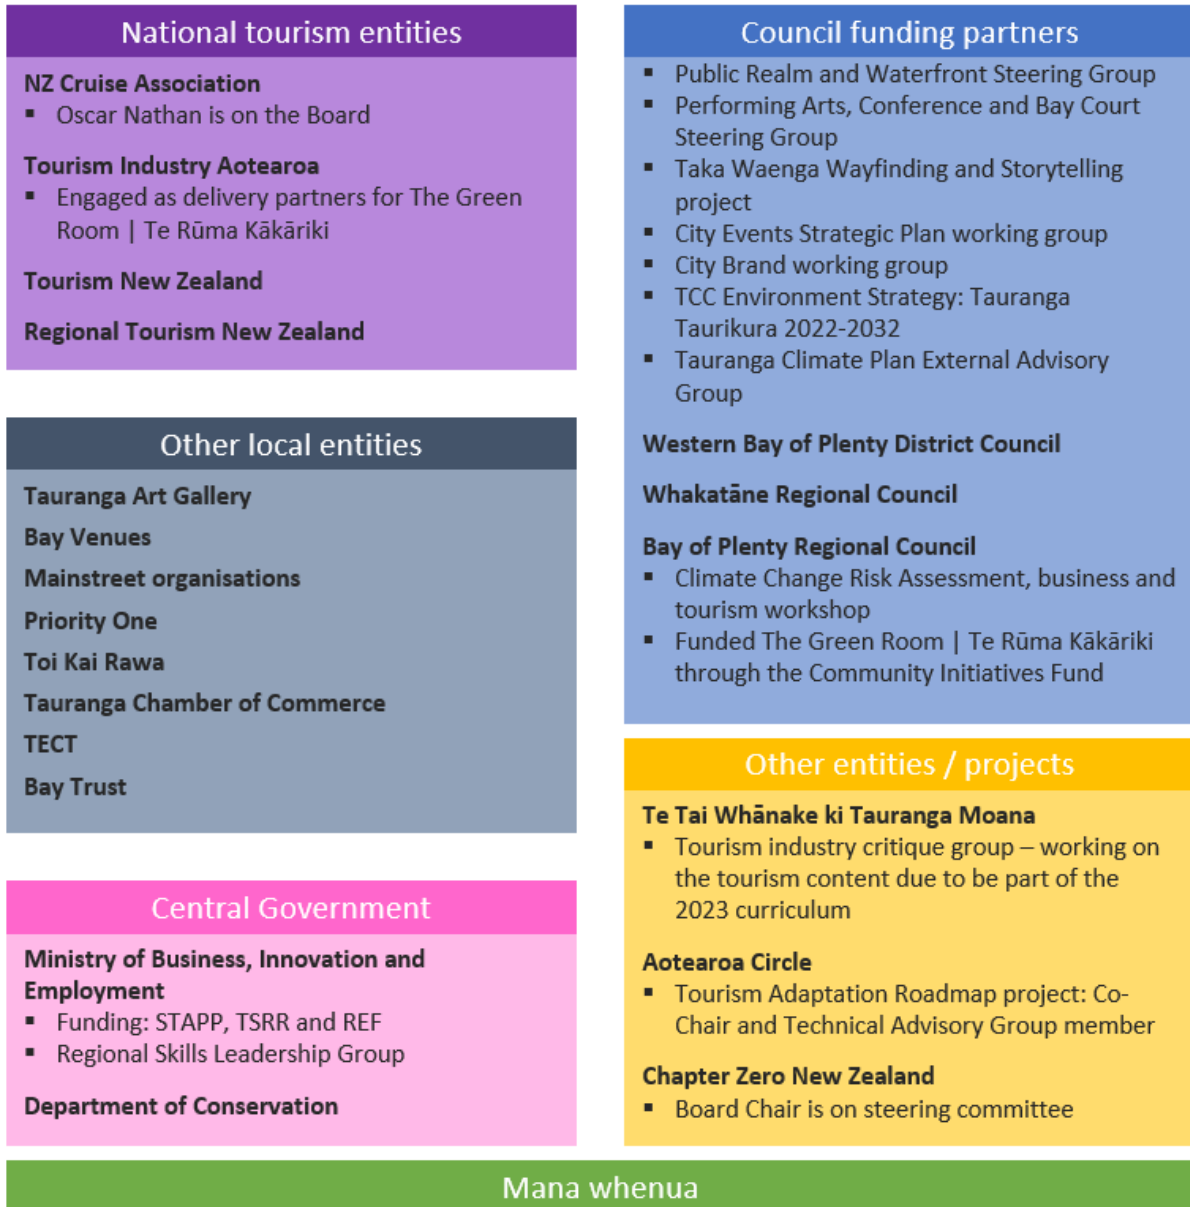 National tourism entities
NZ Cruise Association
▪ Oscar Nathan is on the Board
Tourism Industry Aotearoa
▪ Engaged as delivery partners for The Green
Room | Te Rūma Kākāriki
Tourism New Zealand
Regional Tourism New Zealand
Other local entities
Tauranga Art Gallery
Bay Venues
Mainstreet organisations
Priority One
Toi Kai Rawa
Tauranga Chamber of Commerce
TECT
Bay Trust
Central Government
Ministry of Business, Innovation and
Employment
▪ Funding: STAPP, TSRR and REF
▪ Regional Skills Leadership Group
Department of Conservation
Council funding partners
▪ Public Realm and Waterfront Steering Group
▪ Performing Arts, Conference and Bay Court
Steering Group
▪ Taka Waenga Wayfinding and Storytelling
project
▪ City Events Strategic Plan working group
▪ City Brand working group
▪ TCC Environment Strategy: Tauranga
Taurikura 2022-2032
▪ Tauranga Climate Plan External Advisory
Group
Western Bay of Plenty District Council
Whakatāne Regional Council
Bay of Plenty Regional Council
▪ Climate Change Risk Assessment, business and
tourism workshop
▪ Funded The Green Room | Te Rūma Kākāriki
through the Community Initiatives Fund
Other entities / projects
Te Tai Whānake ki Tauranga Moana
▪ Tourism industry critique group – working on
the tourism content due to be part of the
2023 curriculum
Aotearoa Circle
▪ Tourism Adaptation Roadmap project: Co-
Chair and Technical Advisory Group member
Chapter Zero New Zealand
▪ Board Chair is on steering committee
Mana whenua